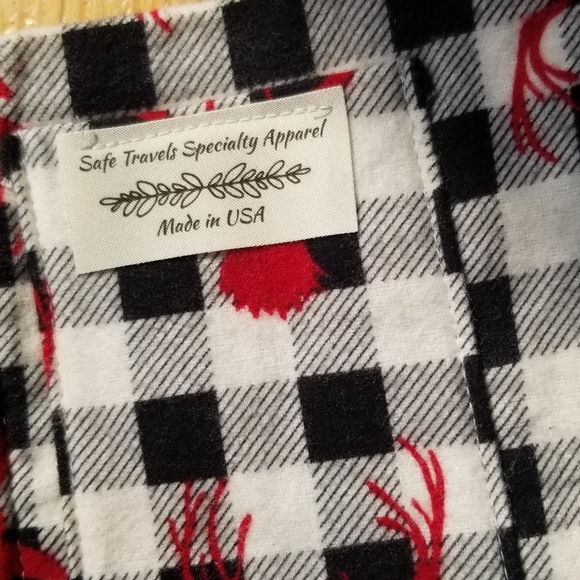 Safe Travels Specialty Apparel
Made in USA